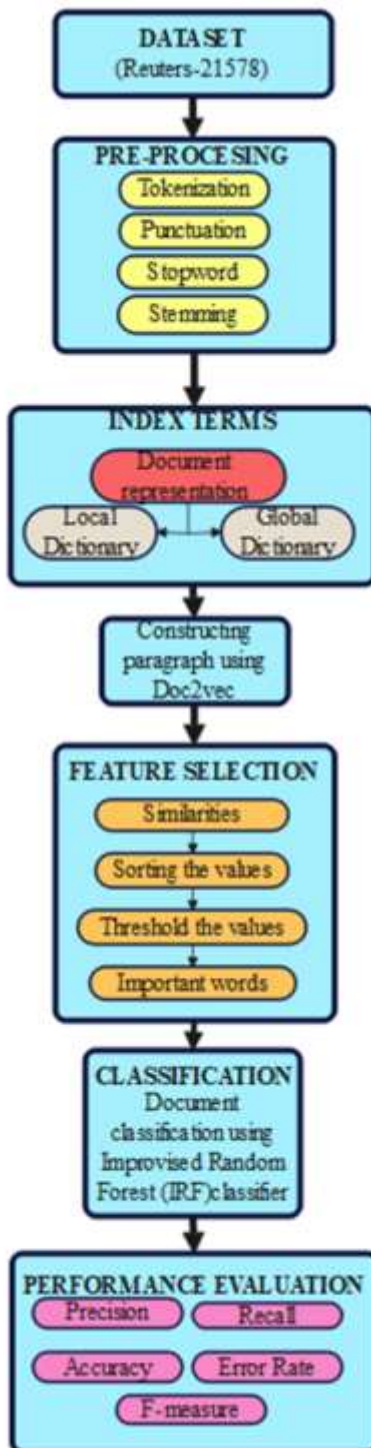 DATASET
(Reuters-21578)
PRE-PROCESING
Tokenization
Punctuation
Stopword
Stemming
INDEX TERMS
Document
representation
Local
Dictionary
Global
Dictionary
Constructing
paragraph using
Doc2vec
FEATURE SELECTION
Similarities
Sorting the values
Threshold the values
Important words
CLASSIFICATION
Document
classification using
Improvised Random
Forest (IRF)classifier
PERFORMANCE EVALUATION
Precision
Recall
Accuracy
Error Rate
F-measure